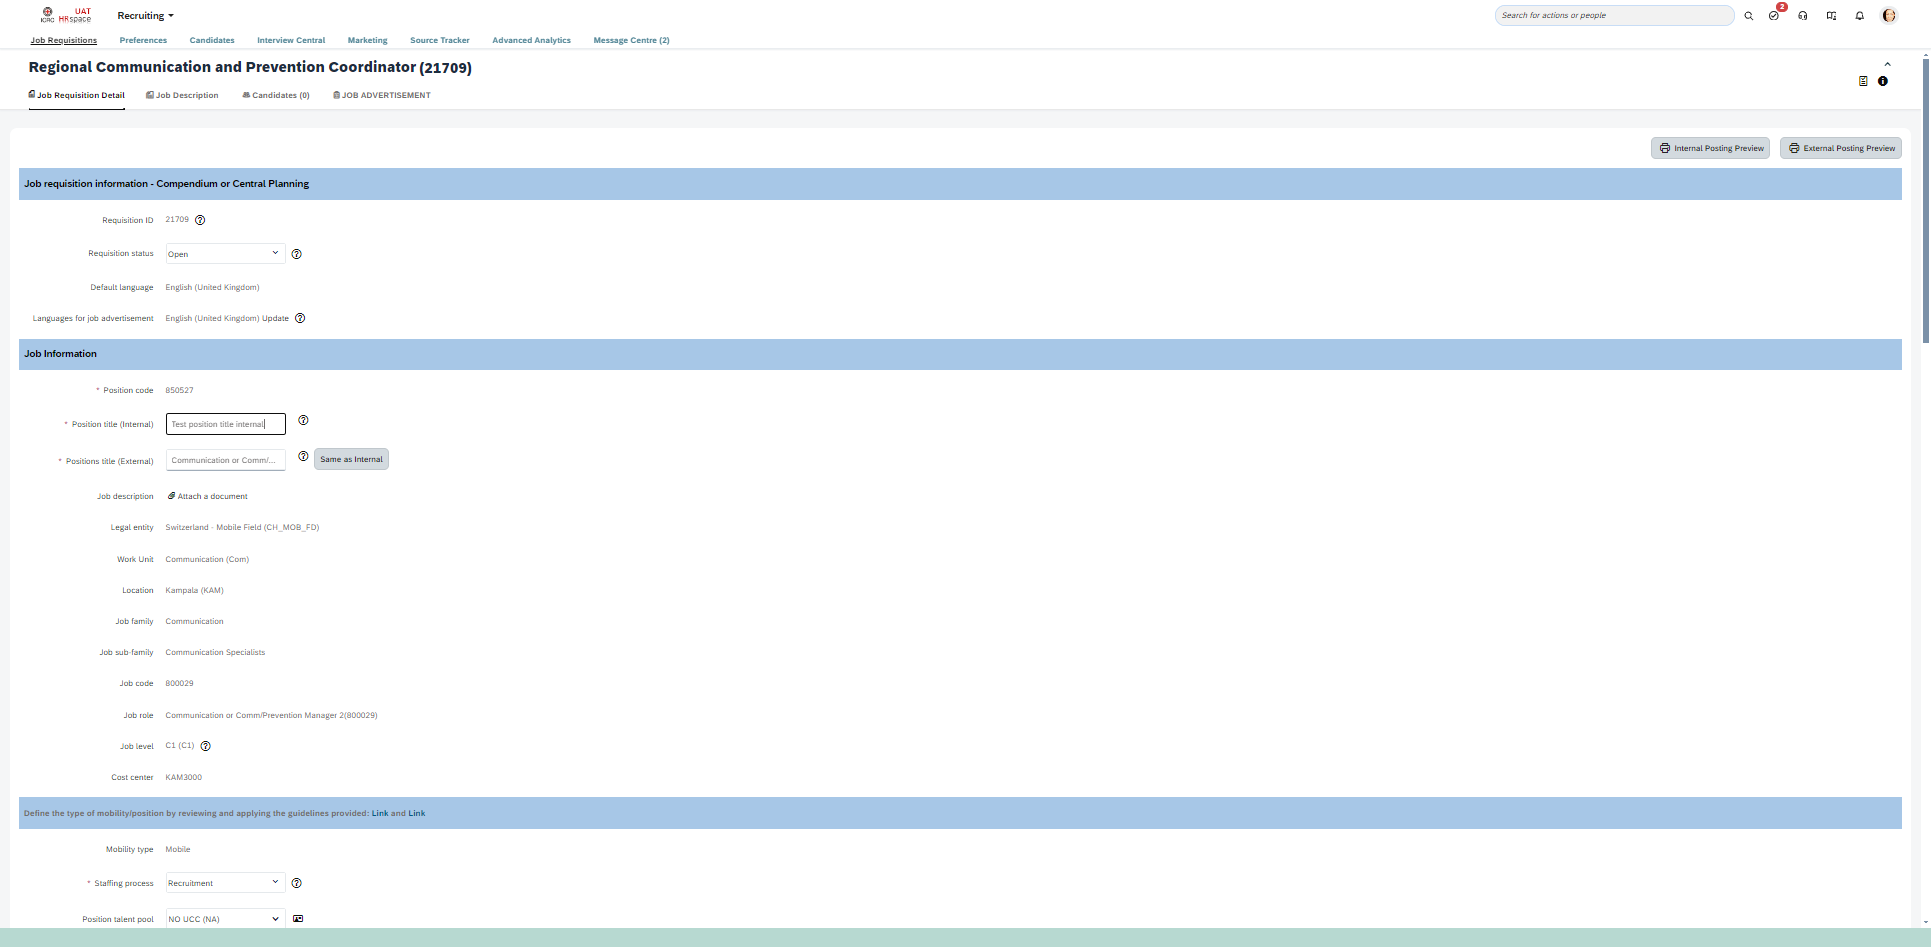 ICRC UAT HRspace Recruiting Search for actions or people 2
Job Requisitions Preferences Candidates Interview Central Marketing Source Tracker Advanced Analytics Message Centre (2)
Regional Communication and Prevention Coordinator (21709)
Job Requisition Detail Job Description Candidates (0) JOB ADVERTISEMENT
Internal Posting Preview External Posting Preview
Job requisition information - Compendium or Central Planning
Requisition ID 21709
Requisition status Open
Default language English (United Kingdom)
Languages for job advertisement English (United Kingdom) Update
Job Information
* Position code 850527
* Position title (Internal) Test position title internal
* Positions title (External) Communication or Comm/... Same as Internal
Job description Attach a document
Legal entity Switzerland - Mobile Field (CH_MOB_FD)
Work Unit Communication (Com)
Location Kampala (KAM)
Job family Communication
Job sub-family Communication Specialists
Job code 800029
Job role Communication or Comm/Prevention Manager 2(800029)
Job level C1 (C1)
Cost center KAM3000
Define the type of mobility/position by reviewing and applying the guidelines provided: Link and Link
Mobility type Mobile
* Staffing process Recruitment
Position talent pool NO UCC (NA)